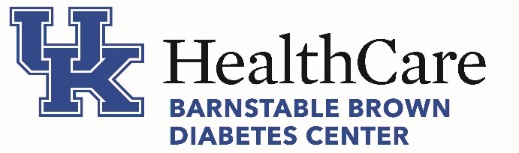 UK HealthCare
BARNSTABLE BROWN
DIABETES CENTER